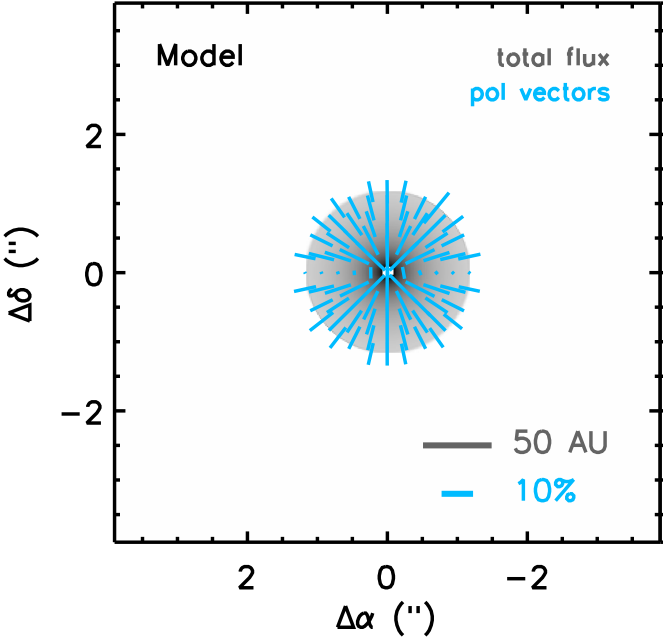 Model
total flux
pol vectors
2
0
−2
Δδ (")
50 AU
10%
2 0 −2
Δα (")